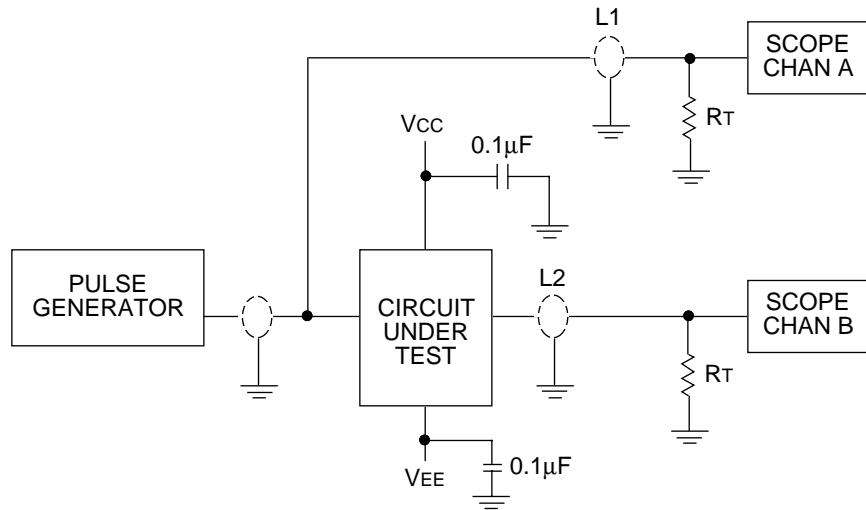 L1
SCOPE
CHAN A
RT
VCC
0.1μF
PULSE
GENERATOR
CIRCUIT
UNDER
TEST
L2
SCOPE
CHAN B
RT
VEE
0.1μF